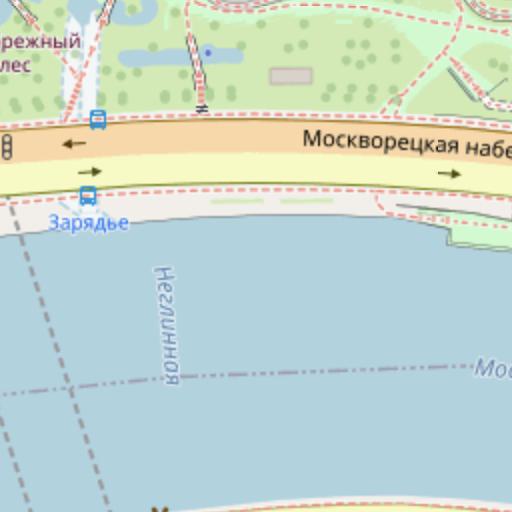 режный
лес
Москворецкая набе
Зарядье
Неглинная
Мос